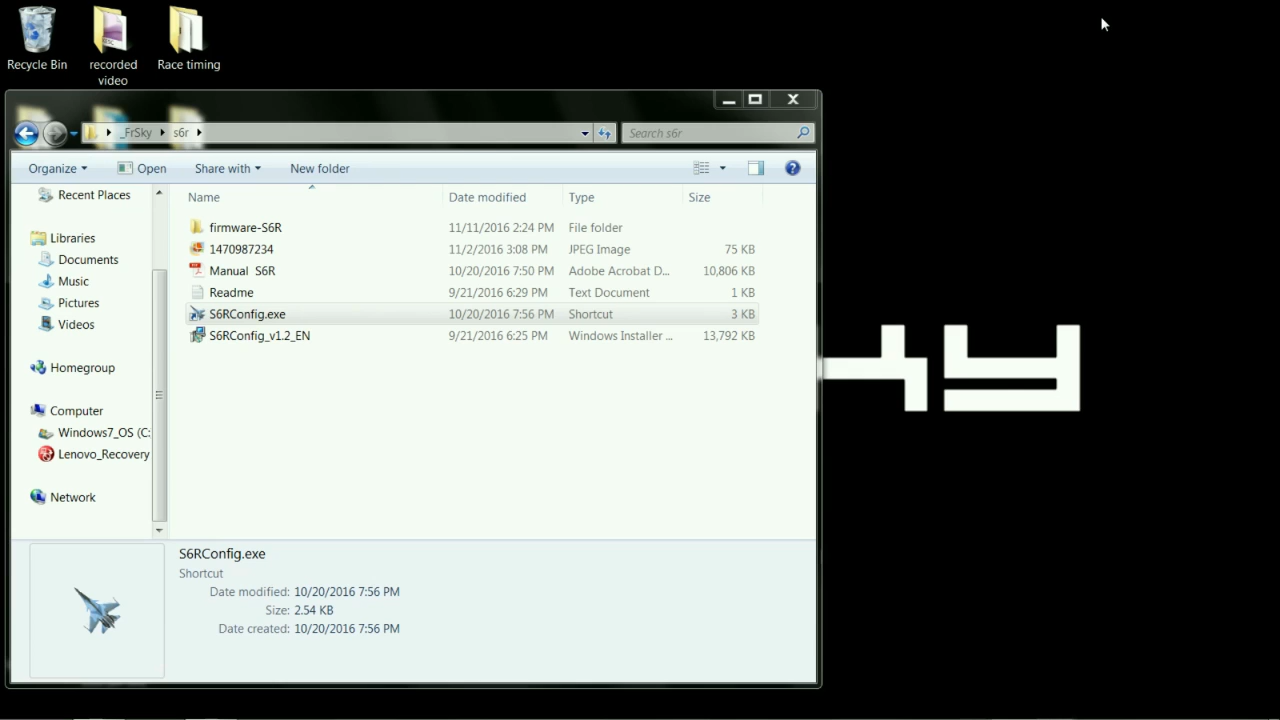 Recycle Bin
recorded video
Race timing
_FrSky s6r
Search s6r
Organize Open Share with New folder
Name Date modified Type Size
Recent Places
Libraries
Documents
Music
Pictures
Videos
Homegroup
Computer
Windows7_OS (C:
Lenovo_Recovery
Network
firmware-S6R 11/11/2016 2:24 PM File folder
1470987234 11/2/2016 3:08 PM JPEG Image 75 KB
Manual S6R 10/20/2016 7:50 PM Adobe Acrobat D... 10,806 KB
Readme 9/21/2016 6:29 PM Text Document 1 KB
S6RConfig.exe 10/20/2016 7:56 PM Shortcut 3 KB
S6RConfig_v1.2_EN 9/21/2016 6:25 PM Windows Installer ... 13,792 KB
S6RConfig.exe
Shortcut
Date modified: 10/20/2016 7:56 PM
Size: 2.54 KB
Date created: 10/20/2016 7:56 PM